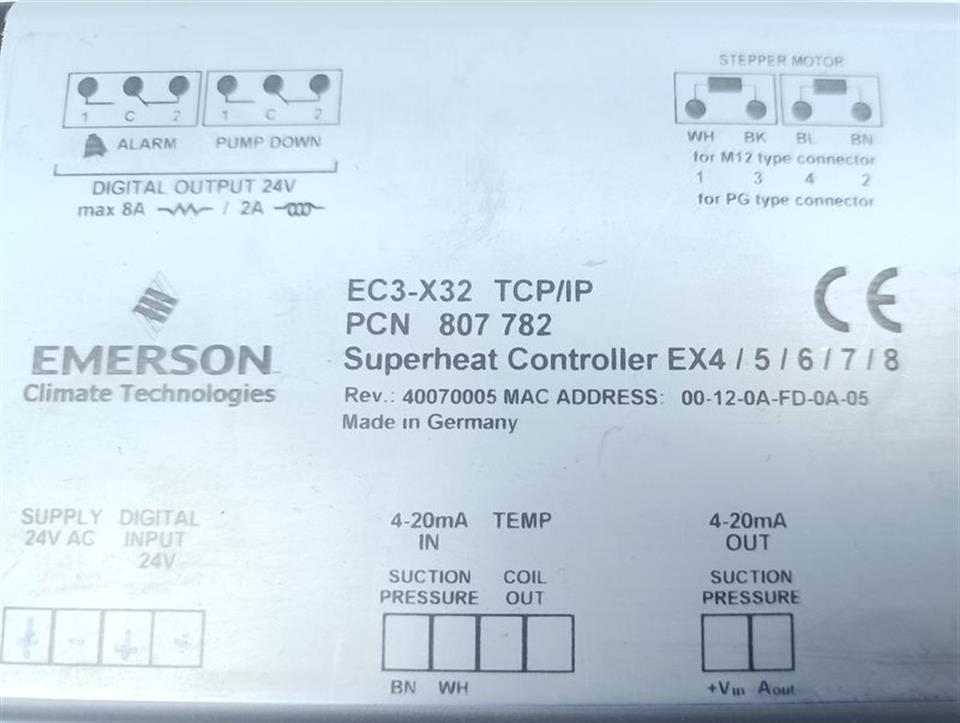 STEPPER MOTOR
1 C 2 1 C 2
ALARM PUMP DOWN
WH BK BL BN
for M12 type connector
1 3 4 2
for PG type connector
DIGITAL OUTPUT 24V
max 8A / 2A
EC3-X32 TCP/IP
PCN 807 782
Superheat Controller EX4 / 5 / 6 / 7 / 8
Rev.: 40070005 MAC ADDRESS: 00-12-0A-FD-0A-05
Made in Germany
CE
EMERSON
Climate Technologies
SUPPLY
24V AC
DIGITAL
INPUT
24V
+ - + -
4-20mA
IN
TEMP
SUCTION
PRESSURE
COIL
OUT
BN WH
4-20mA
OUT
SUCTION
PRESSURE
+Vin Aout